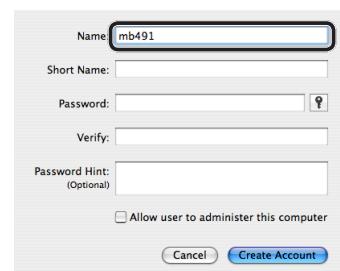 Name: mb491
Short Name:
Password:
Verify:
Password Hint:
(Optional)
Allow user to administer this computer
Cancel Create Account